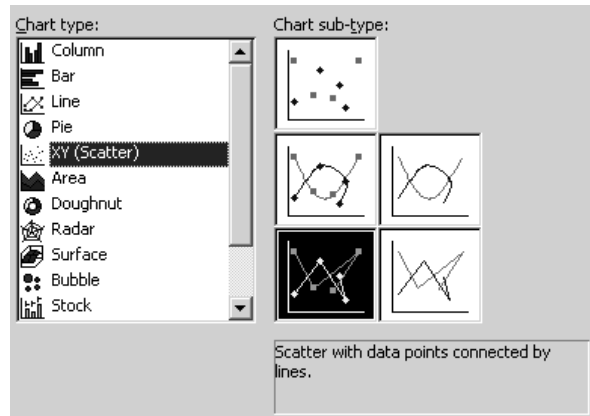 Chart type:
Column
Bar
Line
Pie
XY (Scatter)
Area
Doughnut
Radar
Surface
Bubble
Stock
Chart sub-type:
Scatter with data points connected by
lines.